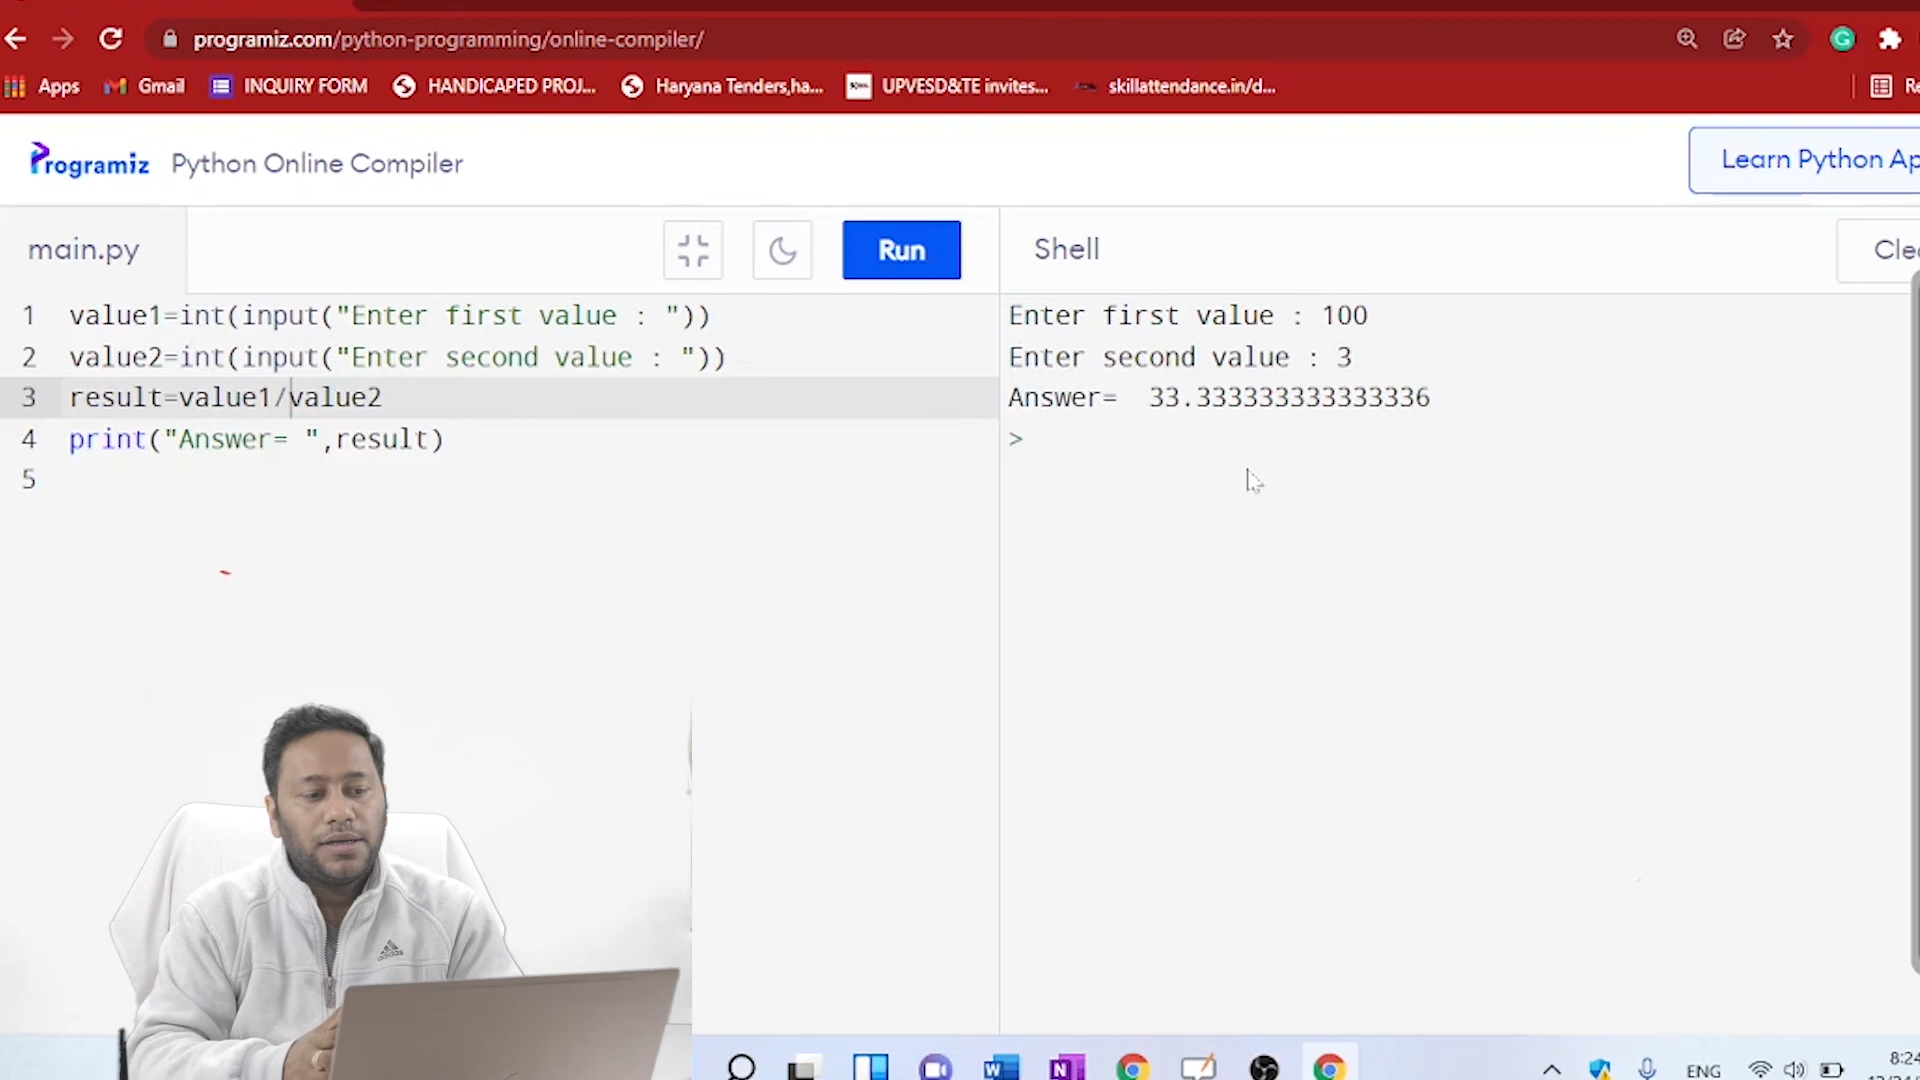 programiz.com/python-programming/online-compiler/
Apps Gmail INQUIRY FORM HANDICAPED PROJ... Haryana Tenders,ha... UPVESD&TE invites... skillattendance.in/d...
Programiz Python Online Compiler
Learn Python Ap
main.py
Run
Shell
1 value1=int(input("Enter first value : "))
2 value2=int(input("Enter second value : "))
3 result=value1/value2
4 print("Answer= ",result)
5
Enter first value : 100
Enter second value : 3
Answer=  33.333333333333336
>
adidas
ENG
8:24